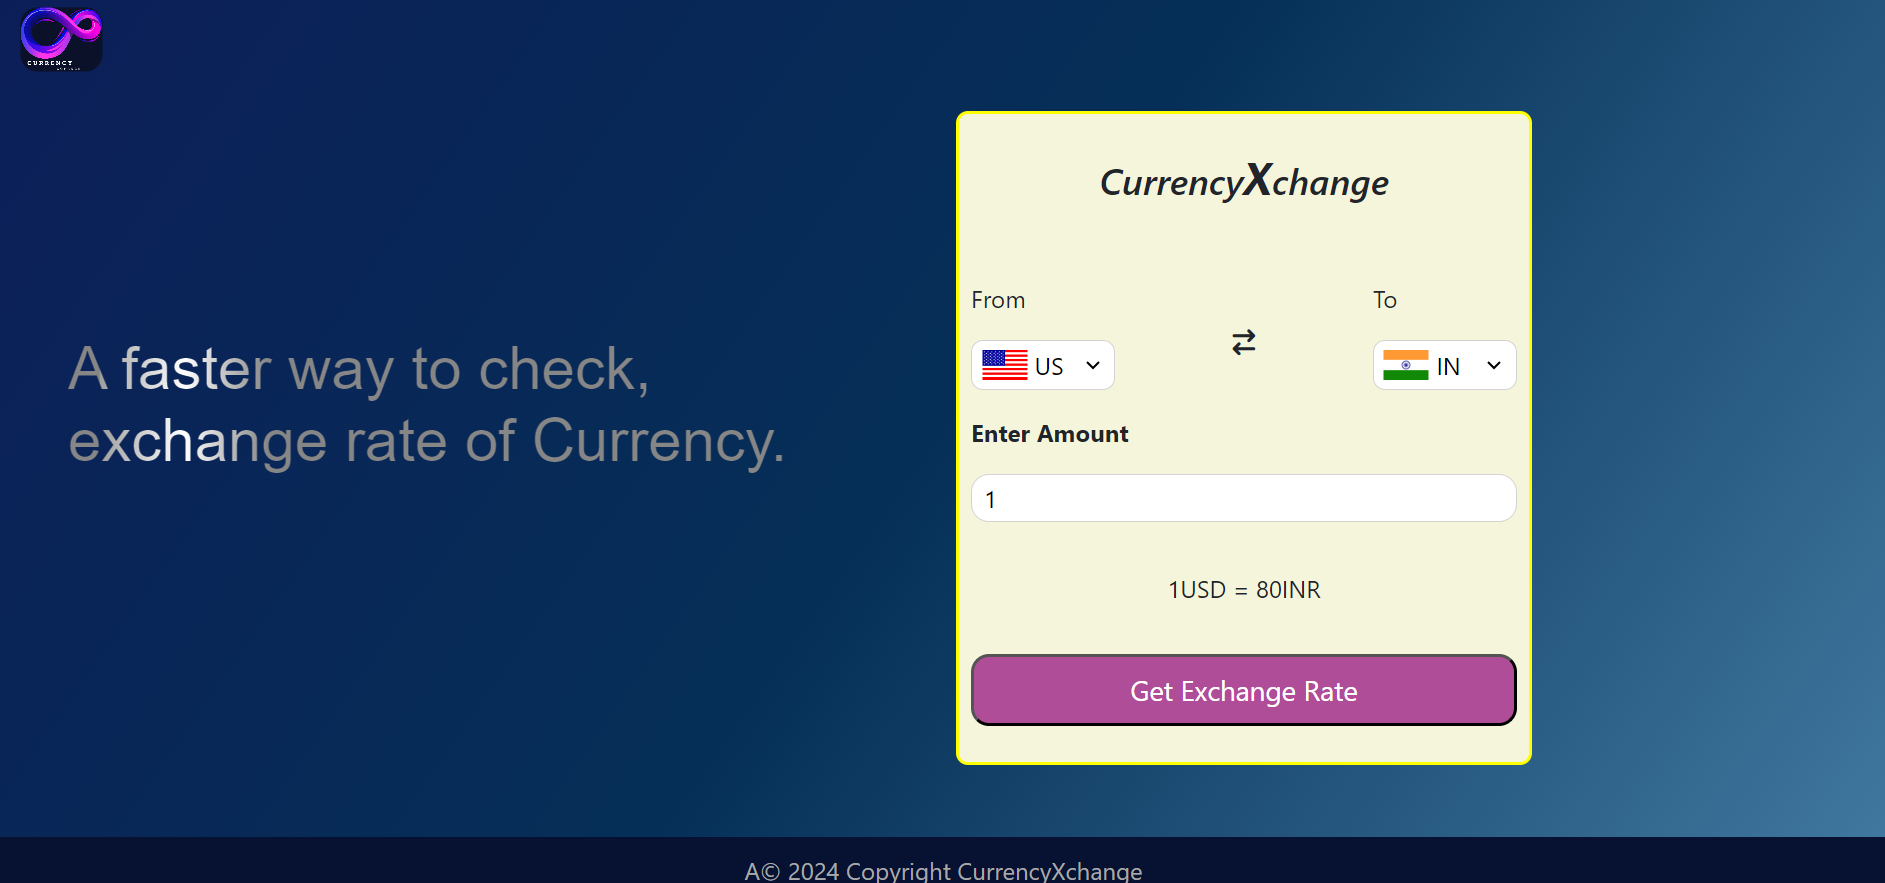 CURRENCY
A faster way to check,
exchange rate of Currency.
CurrencyXchange
From
To
US
IN
Enter Amount
1
1USD = 80INR
Get Exchange Rate
A© 2024 Copyright CurrencyXchange